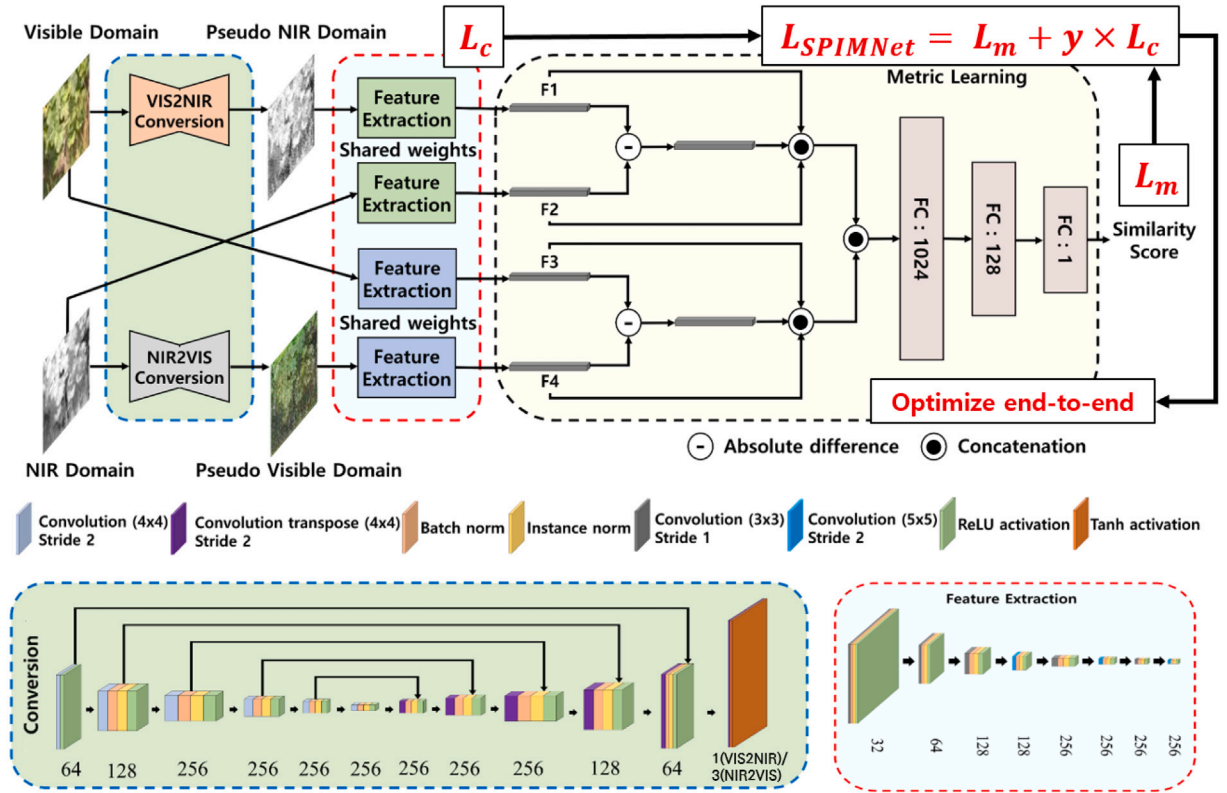 Visible Domain
Pseudo NIR Domain
L_c
L_SPIMNet = L_m + y × L_c
Metric Learning
VIS2NIR
Conversion
Feature
Extraction
Shared weights
Feature
Extraction
F1
F2
Feature
Extraction
Shared weights
Feature
Extraction
F3
F4
-
-
FC : 1024
FC : 128
FC : 1
L_m
Similarity
Score
NIR2VIS
Conversion
Optimize end-to-end
NIR Domain
Pseudo Visible Domain
- Absolute difference
Concatenation
Convolution (4x4)
Stride 2
Convolution transpose (4x4)
Stride 2
Batch norm
Instance norm
Convolution (3x3)
Stride 1
Convolution (5x5)
Stride 2
ReLU activation
Tanh activation
Conversion
64 128 256 256 256 256 256 256 256 128 64 1(VIS2NIR)/
3(NIR2VIS)
Feature Extraction
32 64 128 128 256 256 256 256